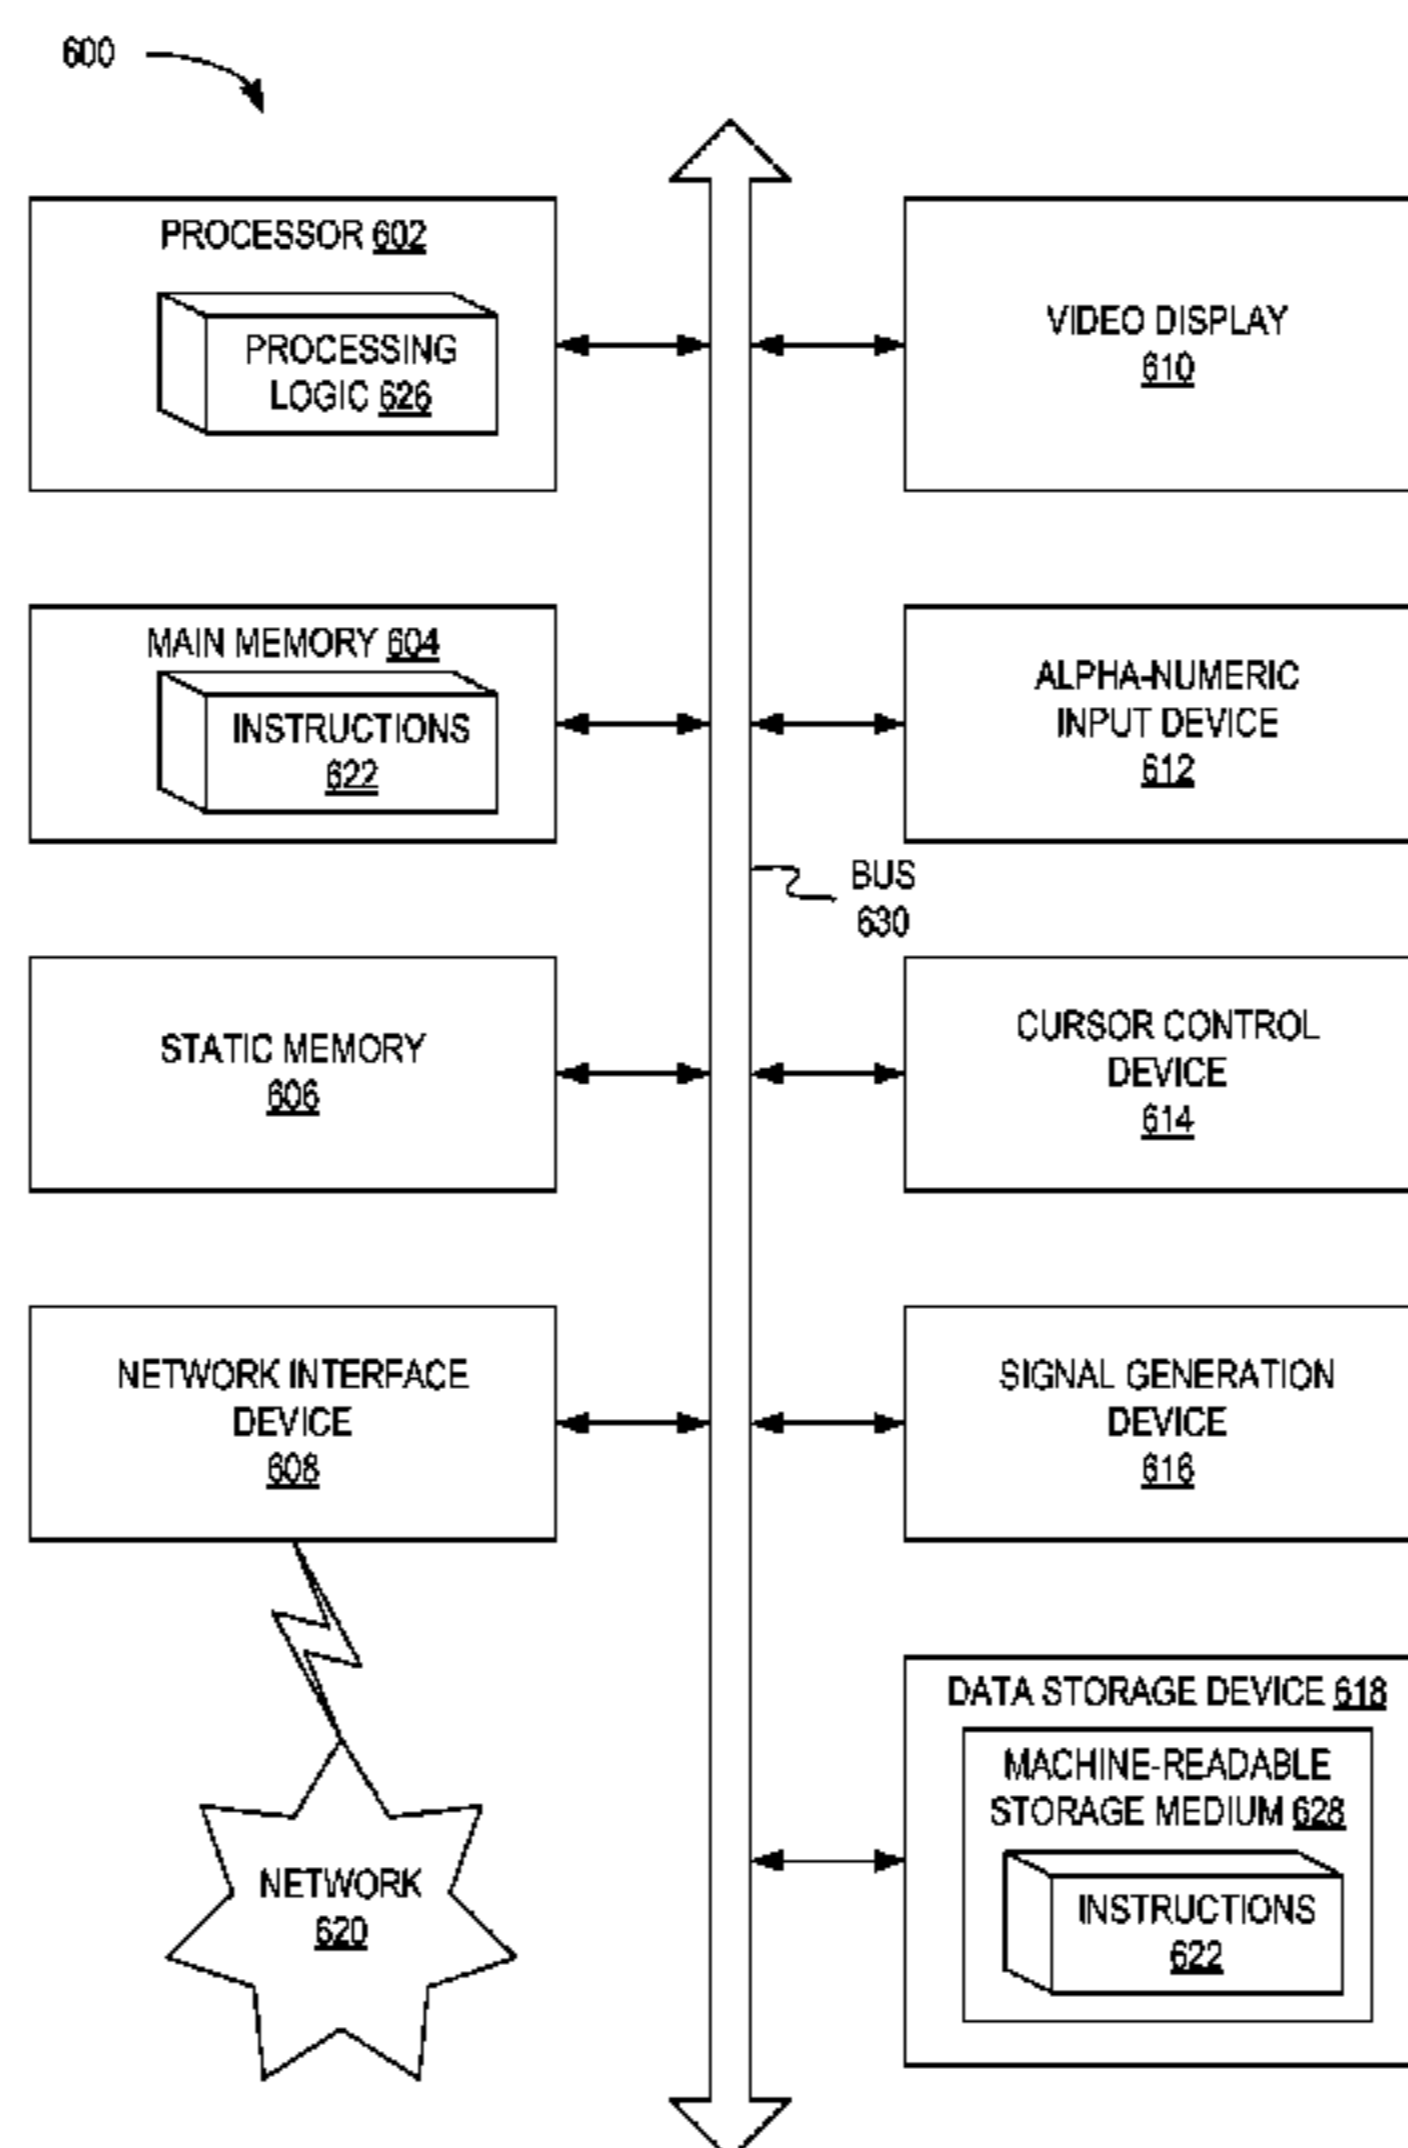 600
PROCESSOR 602
PROCESSING
LOGIC 626
VIDEO DISPLAY
610
MAIN MEMORY 604
INSTRUCTIONS
622
ALPHA-NUMERIC
INPUT DEVICE
612
BUS
630
STATIC MEMORY
606
CURSOR CONTROL
DEVICE
614
NETWORK INTERFACE
DEVICE
608
SIGNAL GENERATION
DEVICE
616
DATA STORAGE DEVICE 618
MACHINE-READABLE
STORAGE MEDIUM 628
INSTRUCTIONS
622
NETWORK
620